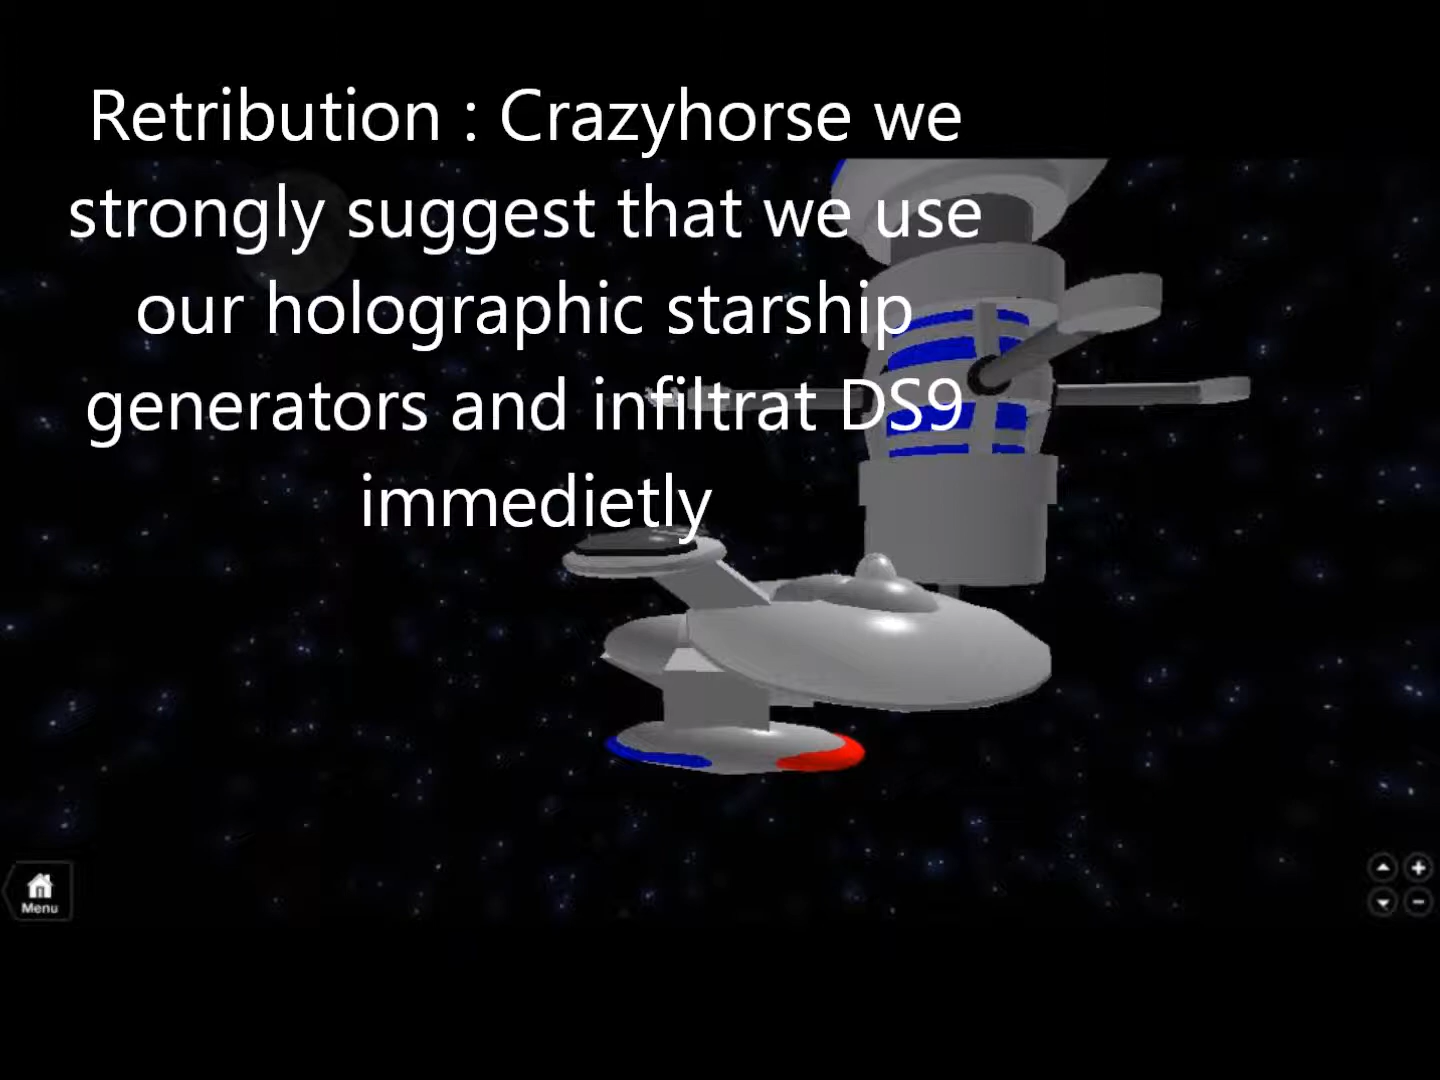 Retribution : Crazyhorse we
strongly suggest that we use
our holographic starship
generators and infiltrat DS9
immedietly
Menu